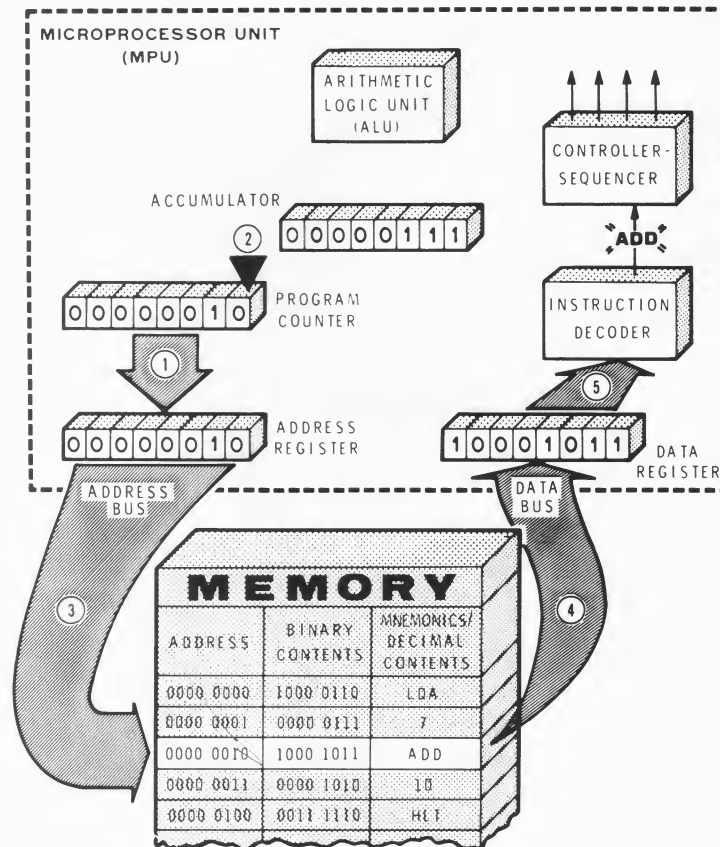 MICROPROCESSOR UNIT
(MPU)
ARITHMETIC
LOGIC UNIT
(ALU)
CONTROLLER-
SEQUENCER
ACCUMULATOR
2
0 0 0 0 0 1 1 1
ADD
0 0 0 0 0 0 1 0
PROGRAM
COUNTER
INSTRUCTION
DECODER
1
5
0 0 0 0 0 0 1 0
ADDRESS
REGISTER
1 0 0 0 1 0 1 1
DATA
REGISTER
ADDRESS
BUS
DATA
BUS
MEMORY
3
4
ADDRESS BINARY CONTENTS MNEMONICS/ DECIMAL CONTENTS
0000 0000 1000 0110 LDA
0000 0001 0000 0111 7
0000 0010 1000 1011 ADD
0000 0011 0000 1010 10
0000 0100 0011 1110 HLT